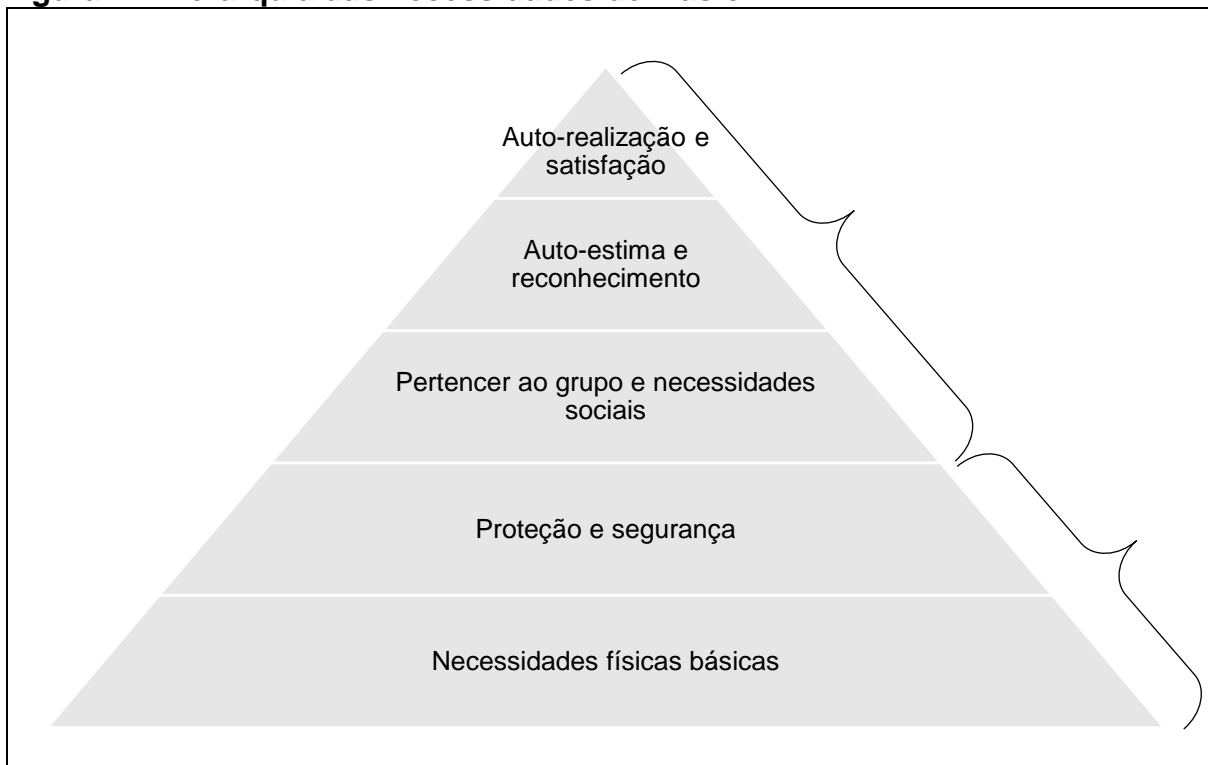 Auto-realização e
satisfação
Auto-estima e
reconhecimento
Pertencer ao grupo e necessidades
sociais
Proteção e segurança
Necessidades físicas básicas